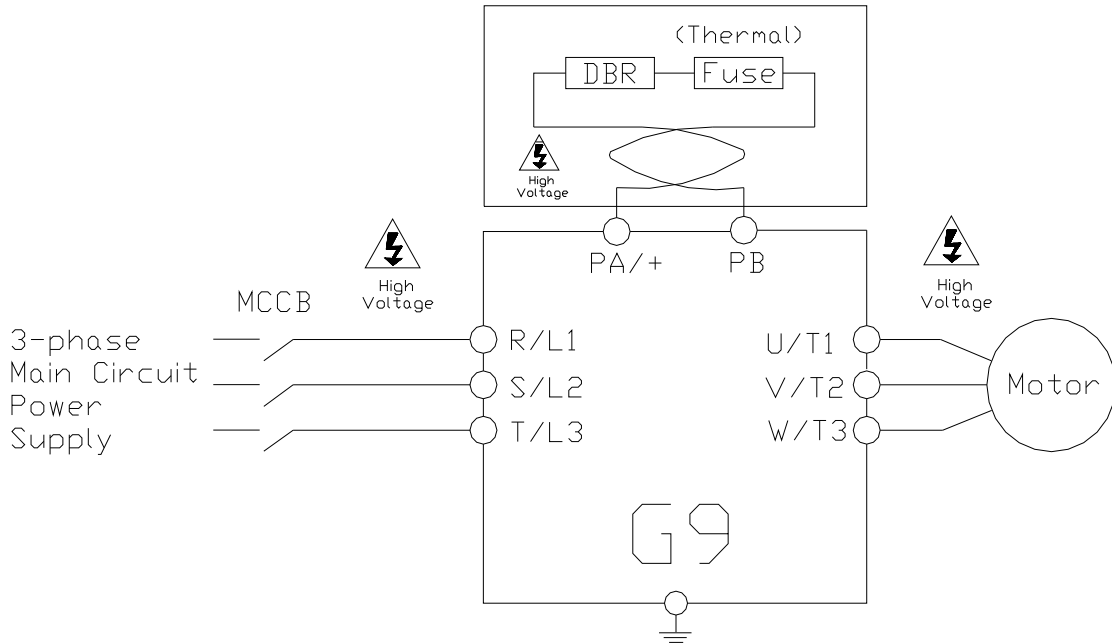 (Thermal)
DBR
Fuse
High
Voltage
PA/+
PB
High
Voltage
High
Voltage
MCCB
3-phase
Main Circuit
Power
Supply
R/L1
S/L2
T/L3
U/T1
V/T2
W/T3
Motor
G9